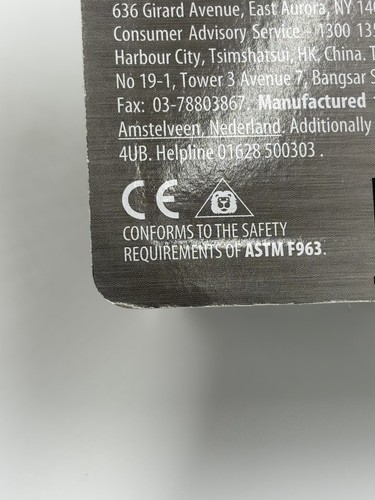 636 Girard Avenue, East Aurora, NY
Consumer Advisory Service - 1300
Harbour City, Tsimshatsui, HK, China.
No 19-1, Tower 3 Avenue 7, Bangsar
Fax: 03-78803867. Manufactured
Amstelveen, Nederland. Additionally
4UB. Helpline 01628 500303 .
CE
CONFORMS TO THE SAFETY
REQUIREMENTS OF ASTM F963.